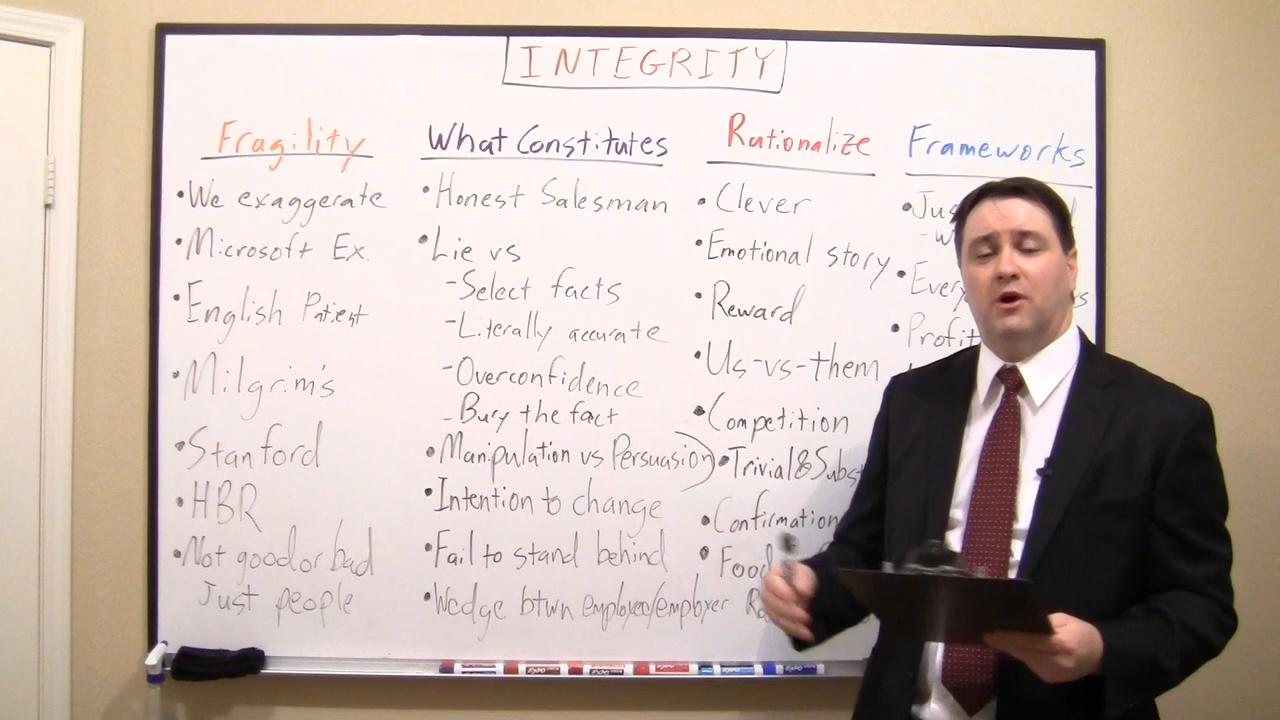 INTEGRITY
Fragility
•We exaggerate
•Microsoft Ex.
•English Patient
•Milgrim's
•Stanford
•HBR
•Not good or bad
Just people
What Constitutes
•Honest Salesman
•Lie vs
-Select facts
-Literally accurate
-Overconfidence
-Bury the fact
•Manipulation vs Persuasion
•Intention to change
•Fail to stand behind
•Wedge btwn employee/employer
Rationalize
•Clever
•Emotional story
•Reward
•Us-vs-them
•Competition
•Trivial&
•Confirmation
Frameworks